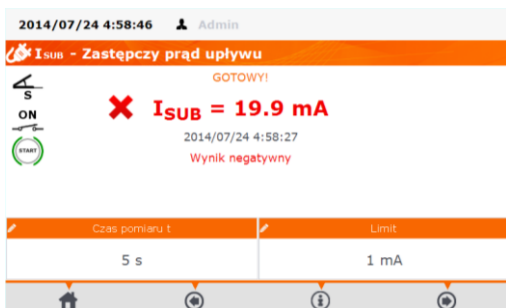 2014/07/24 4:58:46 Admin
ISUB - Zastępczy prąd upływu
GOTOWY!
S
ON
START
ISUB = 19.9 mA
2014/07/24 4:58:27
Wynik negatywny
Czas pomiaru t Limit
5 s 1 mA